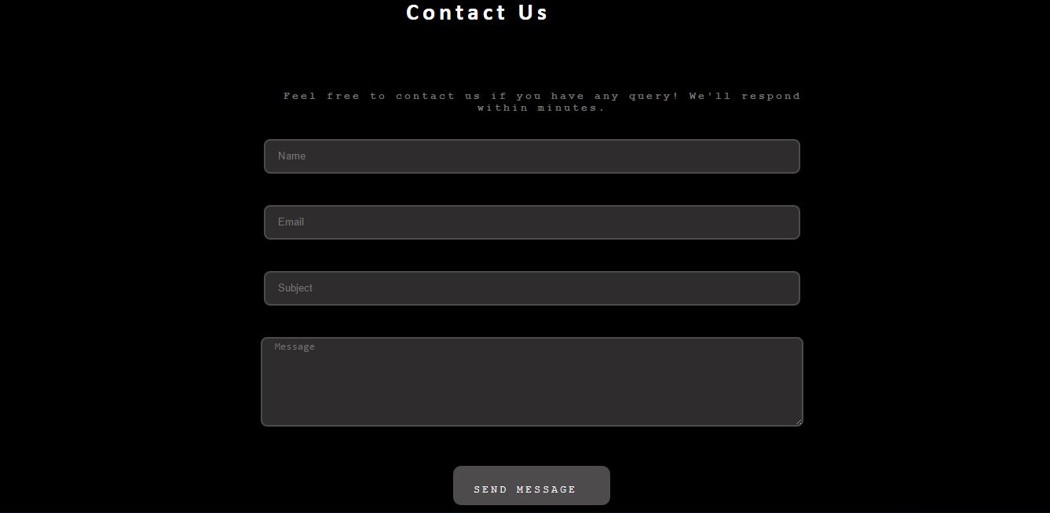 Contact Us
Feel free to contact us if you have any query! We'll respond
within minutes.
Name
Email
Subject
Message
SEND MESSAGE